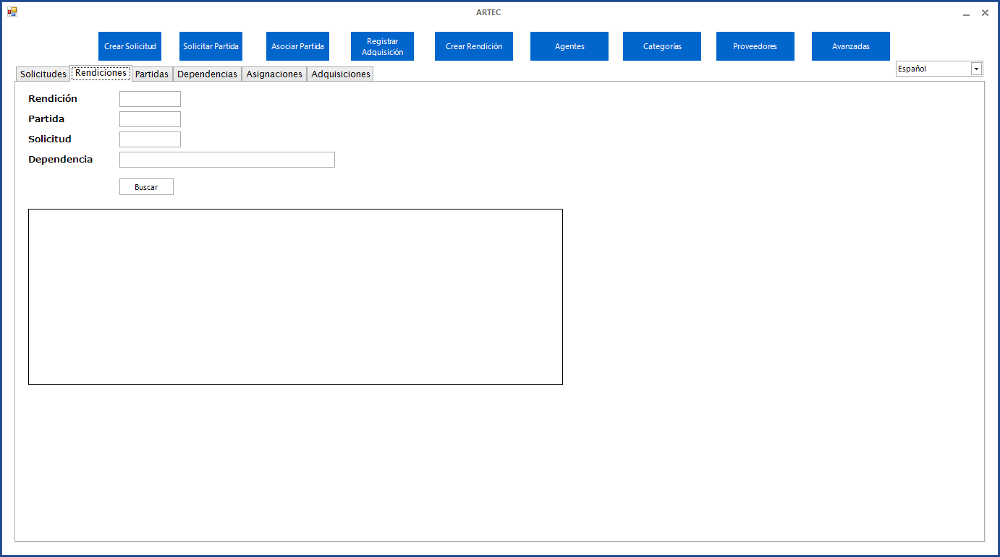 ARTEC
Crear Solicitud
Solicitar Partida
Asociar Partida
Registrar
Adquisición
Crear Rendición
Agentes
Categorías
Proveedores
Avanzadas
Español
Solicitudes
Rendiciones
Partidas
Dependencias
Asignaciones
Adquisiciones
Rendición
Partida
Solicitud
Dependencia
Buscar